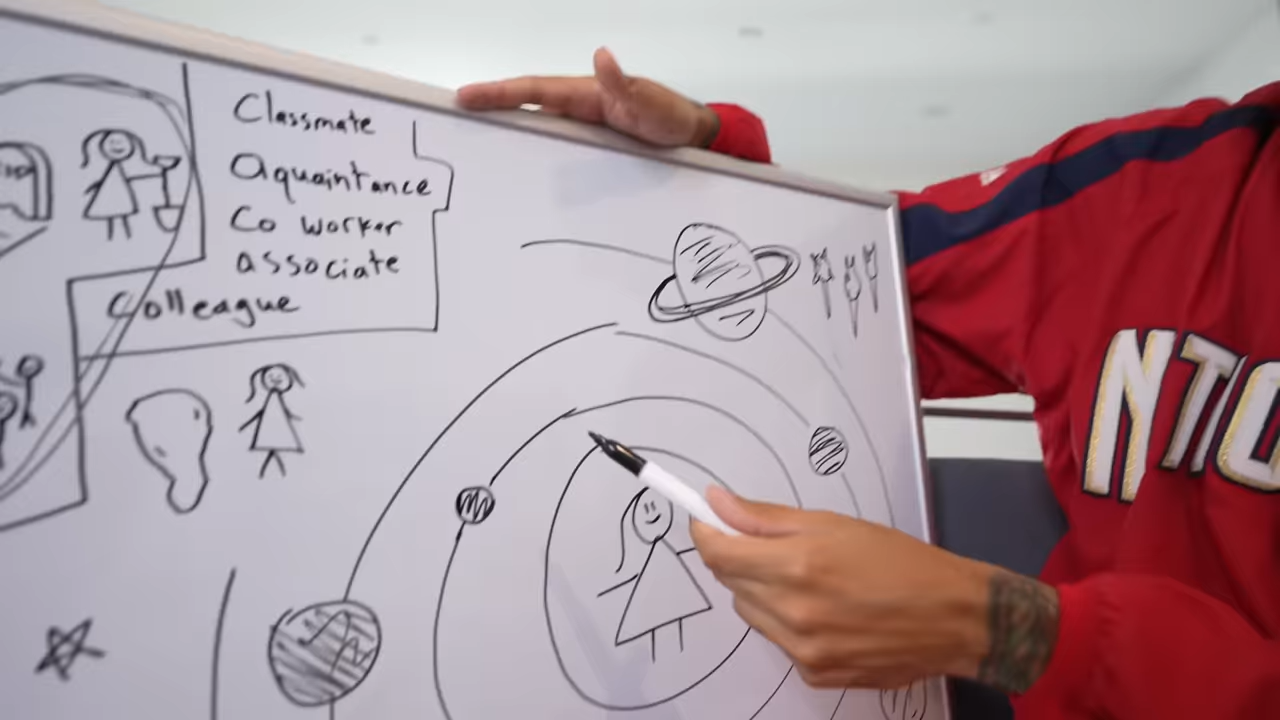 Classmate
Aquaintance
Co worker
associate
Colleague
NTO